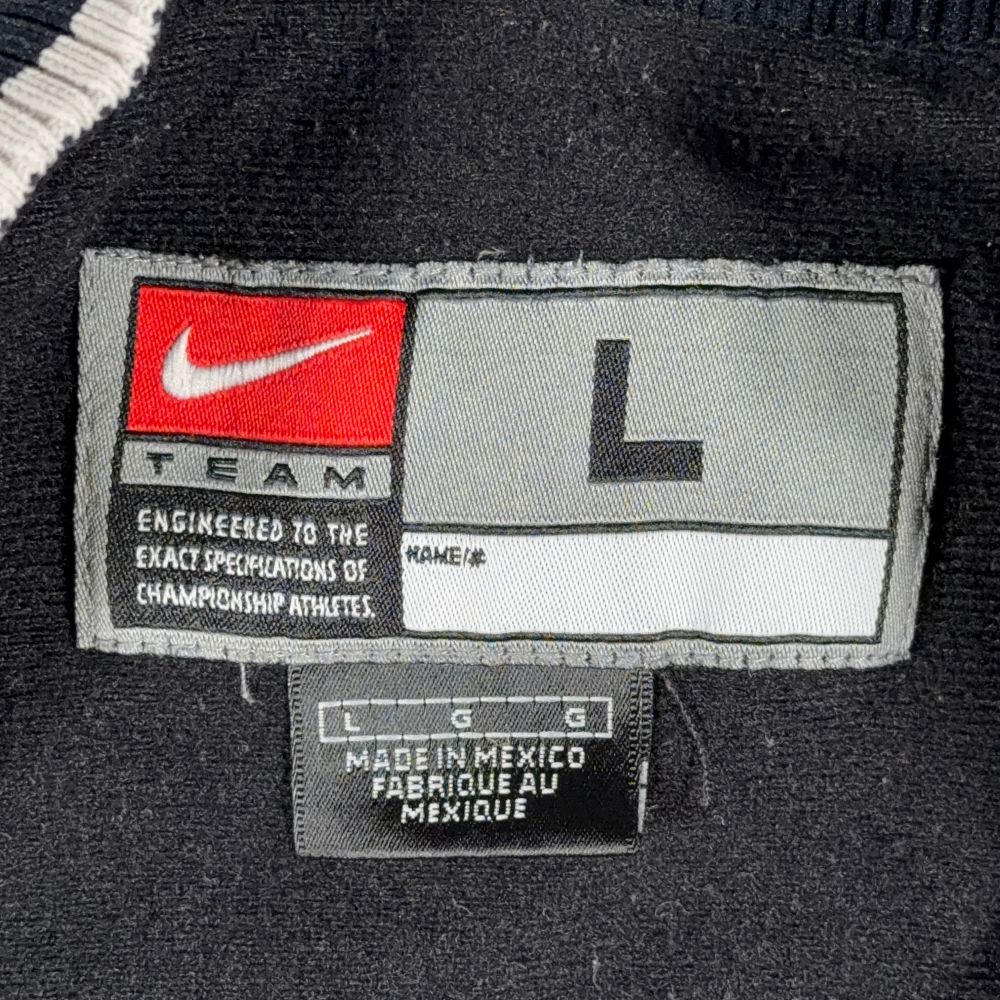 TEAM
ENGINEERED TO THE
EXACT SPECIFICATIONS OF
CHAMPIONSHIP ATHLETES.
L
NAME/#
L G G
MADE IN MEXICO
FABRIQUE AU
MEXIQUE